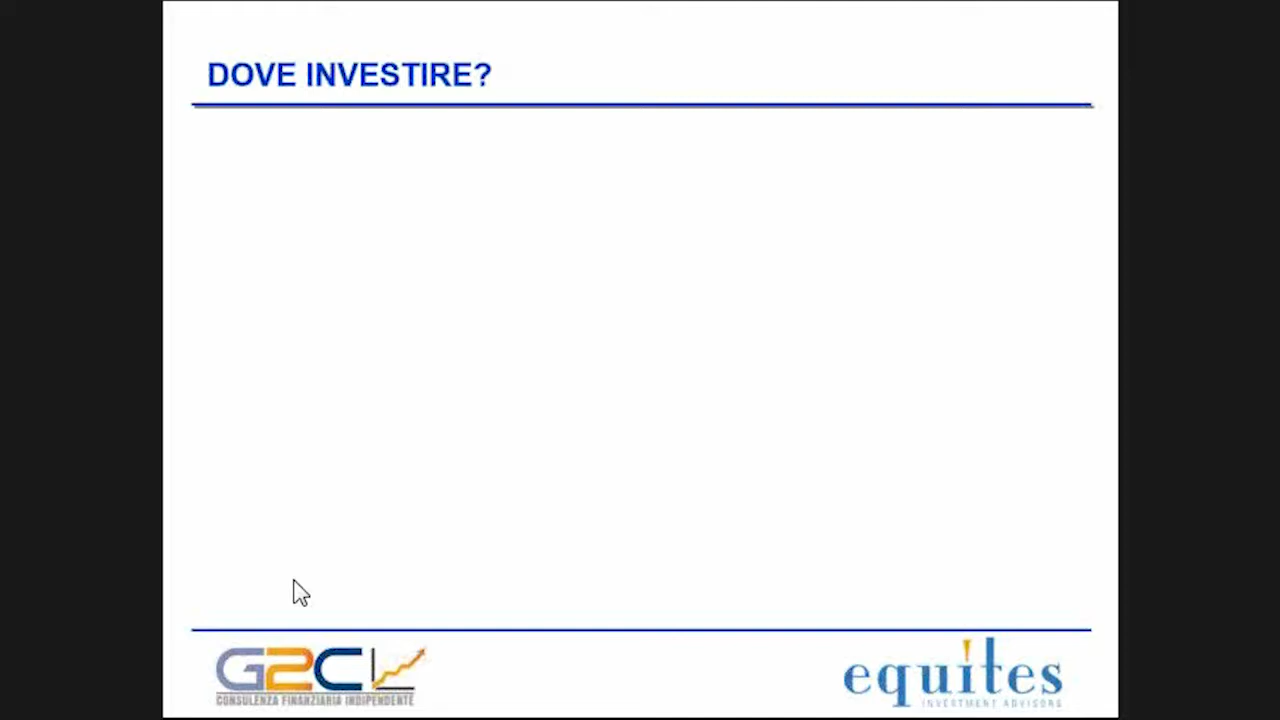 DOVE INVESTIRE?
G2C
CONSULENZA FINANZIARIA INDIPENDENTE
equites
INVESTMENT ADVISORS